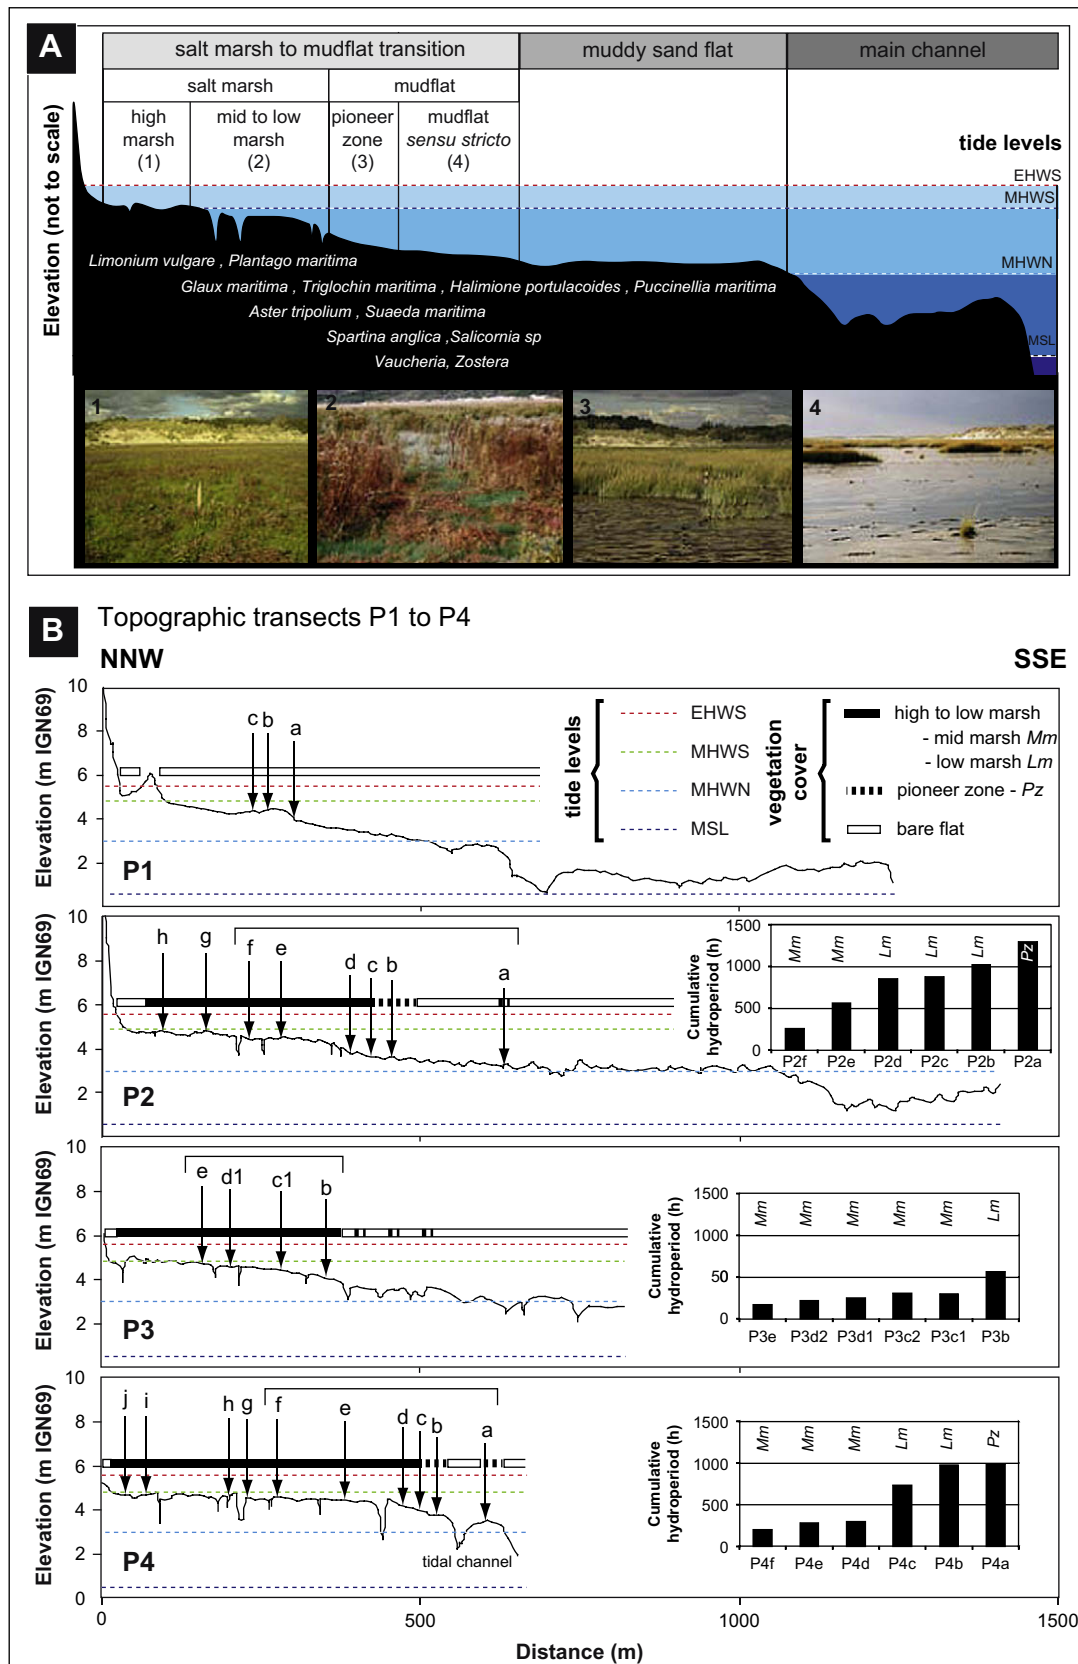 A
salt marsh to mudflat transition
muddy sand flat
main channel
salt marsh
mudflat
high marsh (1)
mid to low marsh (2)
pioneer zone (3)
mudflat sensu stricto (4)
tide levels
Elevation (not to scale)
EHWS
MHWS
MHWN
MSL
Limonium vulgare , Plantago maritima
Glaux maritima , Triglochin maritima , Halimione portulacoides , Puccinellia maritima
Aster tripolium , Suaeda maritima
Spartina anglica ,Salicornia sp
Vaucheria, Zostera
1
2
3
4
B
Topographic transects P1 to P4
NNW
SSE
Elevation (m IGN69)
10
8
6
4
2
c b a
P1
tide levels
EHWS
MHWS
MHWN
MSL
vegetation cover
high to low marsh
- mid marsh Mm
- low marsh Lm
pioneer zone - Pz
bare flat
Elevation (m IGN69)
10
8
6
4
2
h g f e d c b a
P2
Cumulative hydroperiod (h)
1500
1000
500
0
Mm Mm Lm Lm Lm Pz
P2f P2e P2d P2c P2b P2a
Elevation (m IGN69)
10
8
6
4
2
e d1 c1 b
P3
Cumulative hydroperiod (h)
1500
1000
50
0
Mm Mm Mm Mm Mm Lm
P3e P3d2 P3d1 P3c2 P3c1 P3b
Elevation (m IGN69)
10
8
6
4
2
0
j i h g f e d c b a
P4
tidal channel
Cumulative hydroperiod (h)
1500
1000
500
0
Mm Mm Mm Lm Lm Pz
P4f P4e P4d P4c P4b P4a
0 500 1000 1500
Distance (m)